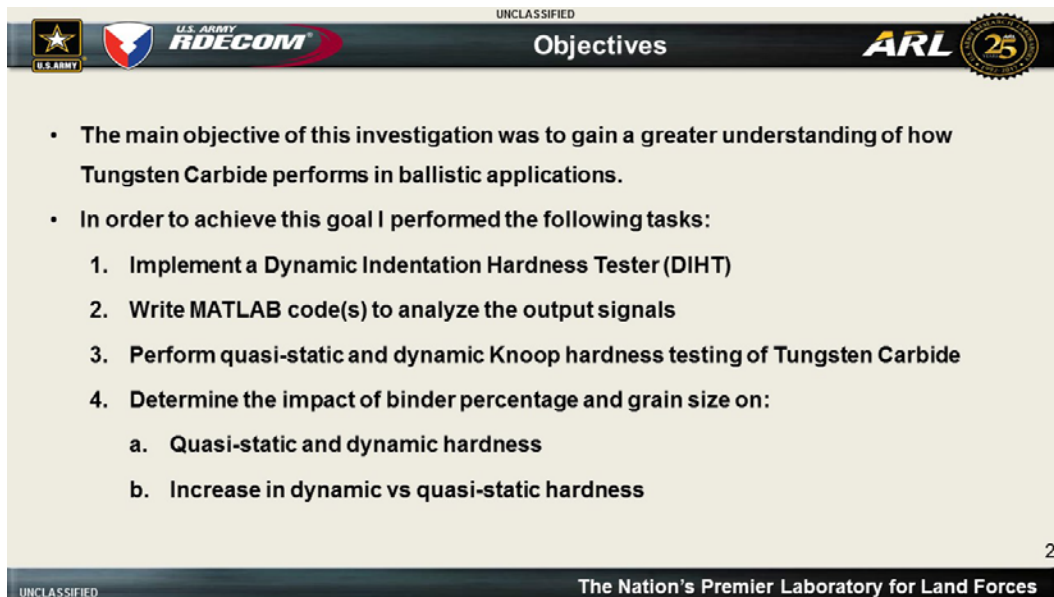 UNCLASSIFIED
U.S. ARMY
U.S. ARMY
RDECOM®
Objectives
ARL
25
• The main objective of this investigation was to gain a greater understanding of how
Tungsten Carbide performs in ballistic applications.
• In order to achieve this goal I performed the following tasks:
1. Implement a Dynamic Indentation Hardness Tester (DIHT)
2. Write MATLAB code(s) to analyze the output signals
3. Perform quasi-static and dynamic Knoop hardness testing of Tungsten Carbide
4. Determine the impact of binder percentage and grain size on:
a. Quasi-static and dynamic hardness
b. Increase in dynamic vs quasi-static hardness
2
UNCLASSIFIED
The Nation's Premier Laboratory for Land Forces